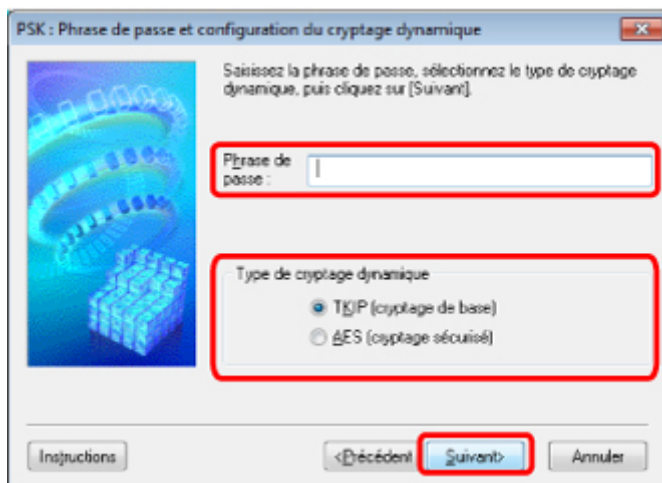 PSK : Phrase de passe et configuration du cryptage dynamique
Saisissez la phrase de passe, sélectionnez le type de cryptage
dynamique, puis cliquez sur [Suivant].
Phrase de
passe :
Type de cryptage dynamique
TKIP (cryptage de base)
AES (cryptage sécurisé)
Instructions
<Précédent
Suivant>
Annuler